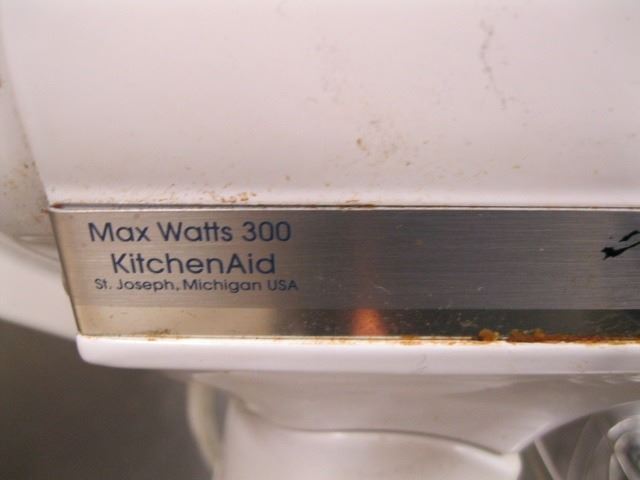 Max Watts 300
KitchenAid
St. Joseph, Michigan USA